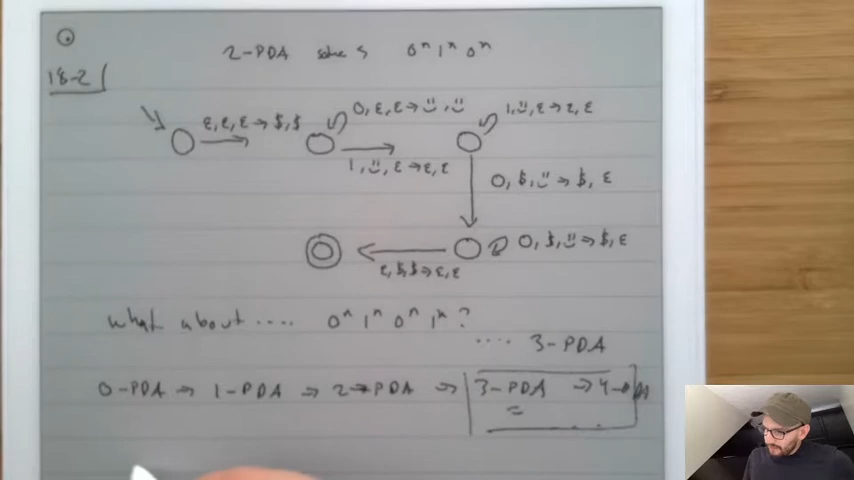 18-2
2-PDA solves 0ⁿ 1ⁿ 0ⁿ
ε, ε, ε → $, $
0, ε, ε → ü, ü
1, ü, ε → ε, ε
1, ü, ε → ε, ε
0, $, ü → $, ε
0, $, ü → $, ε
ε, $, $ → ε, ε
what about .... 0ⁿ 1ⁿ 0ⁿ 1ⁿ ?
.... 3-PDA
0-PDA → 1-PDA → 2-PDA → 3-PDA → 4-PDA
=